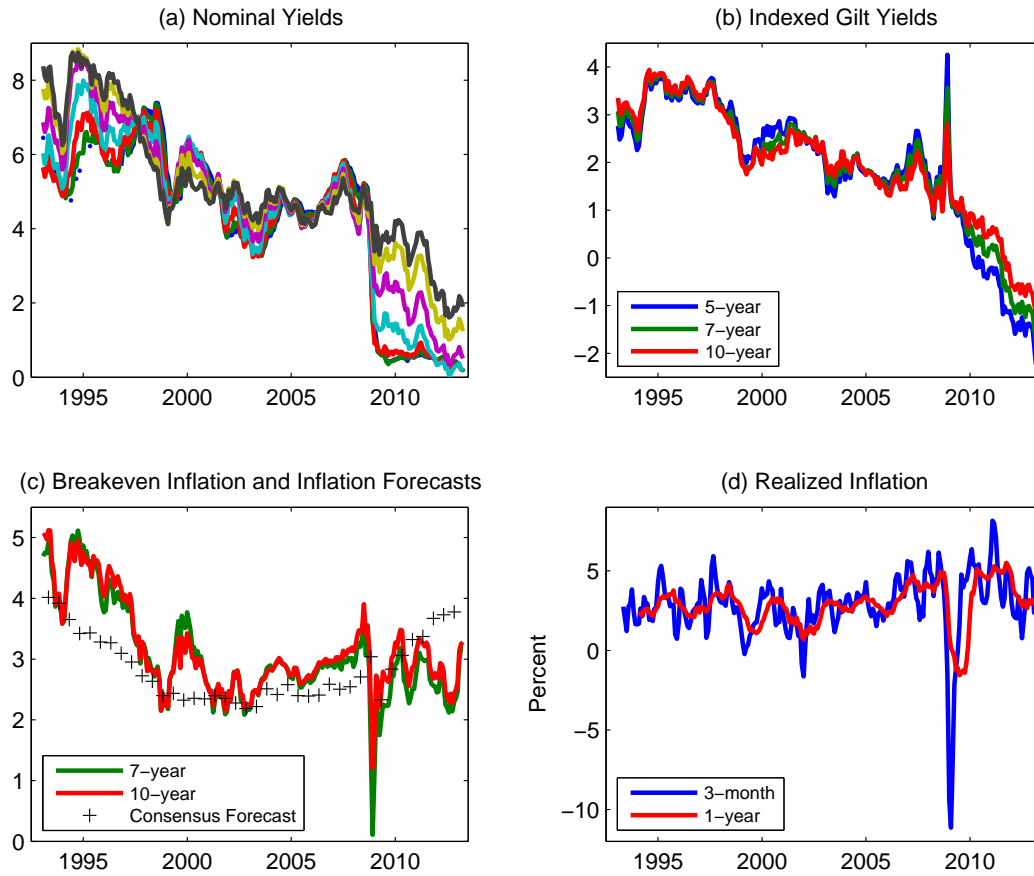 (a) Nominal Yields
8
6
4
2
0
1995 2000 2005 2010
(b) Indexed Gilt Yields
4
3
2
1
0
−1
−2
5−year
7−year
10−year
1995 2000 2005 2010
(c) Breakeven Inflation and Inflation Forecasts
5
4
3
2
1
0
7−year
10−year
Consensus Forecast
1995 2000 2005 2010
(d) Realized Inflation
Percent
5
0
−5
−10
3−month
1−year
1995 2000 2005 2010